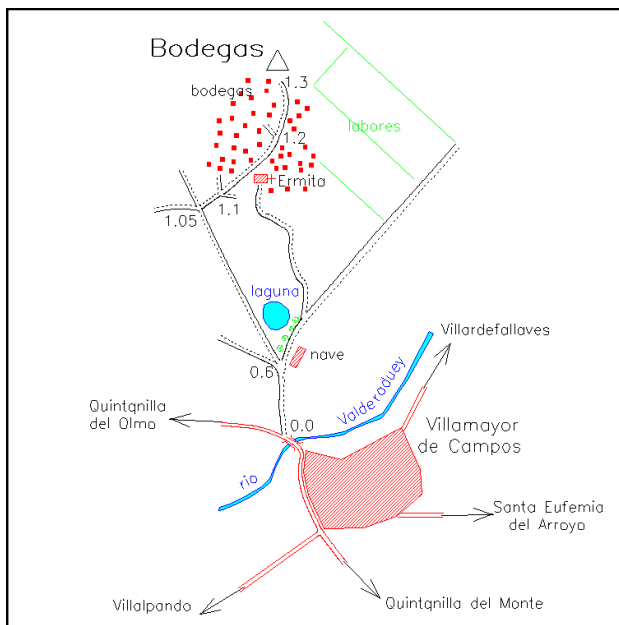 Bodegas
1.3
bodegas
labores
1.2
Ermita
1.1
1.05
laguna
Villardefallaves
nave
0.6
Valderaduey
Quintqnilla
del Olmo
0.0
Villamayor
de Campos
rio
Santa Eufemia
del Arroyo
Villalpando
Quintqnilla del Monte